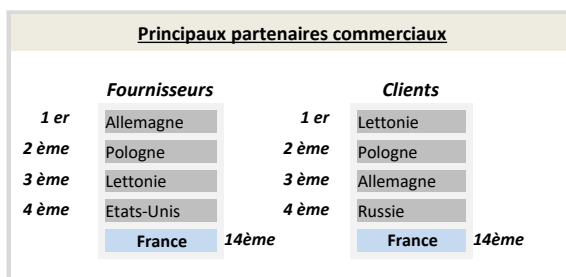 Principaux partenaires commerciaux
Fournisseurs Clients
1 er Allemagne 1 er Lettonie
2 ème Pologne 2 ème Pologne
3 ème Lettonie 3 ème Allemagne
4 ème Etats-Unis 4 ème Russie
France 14ème France 14ème